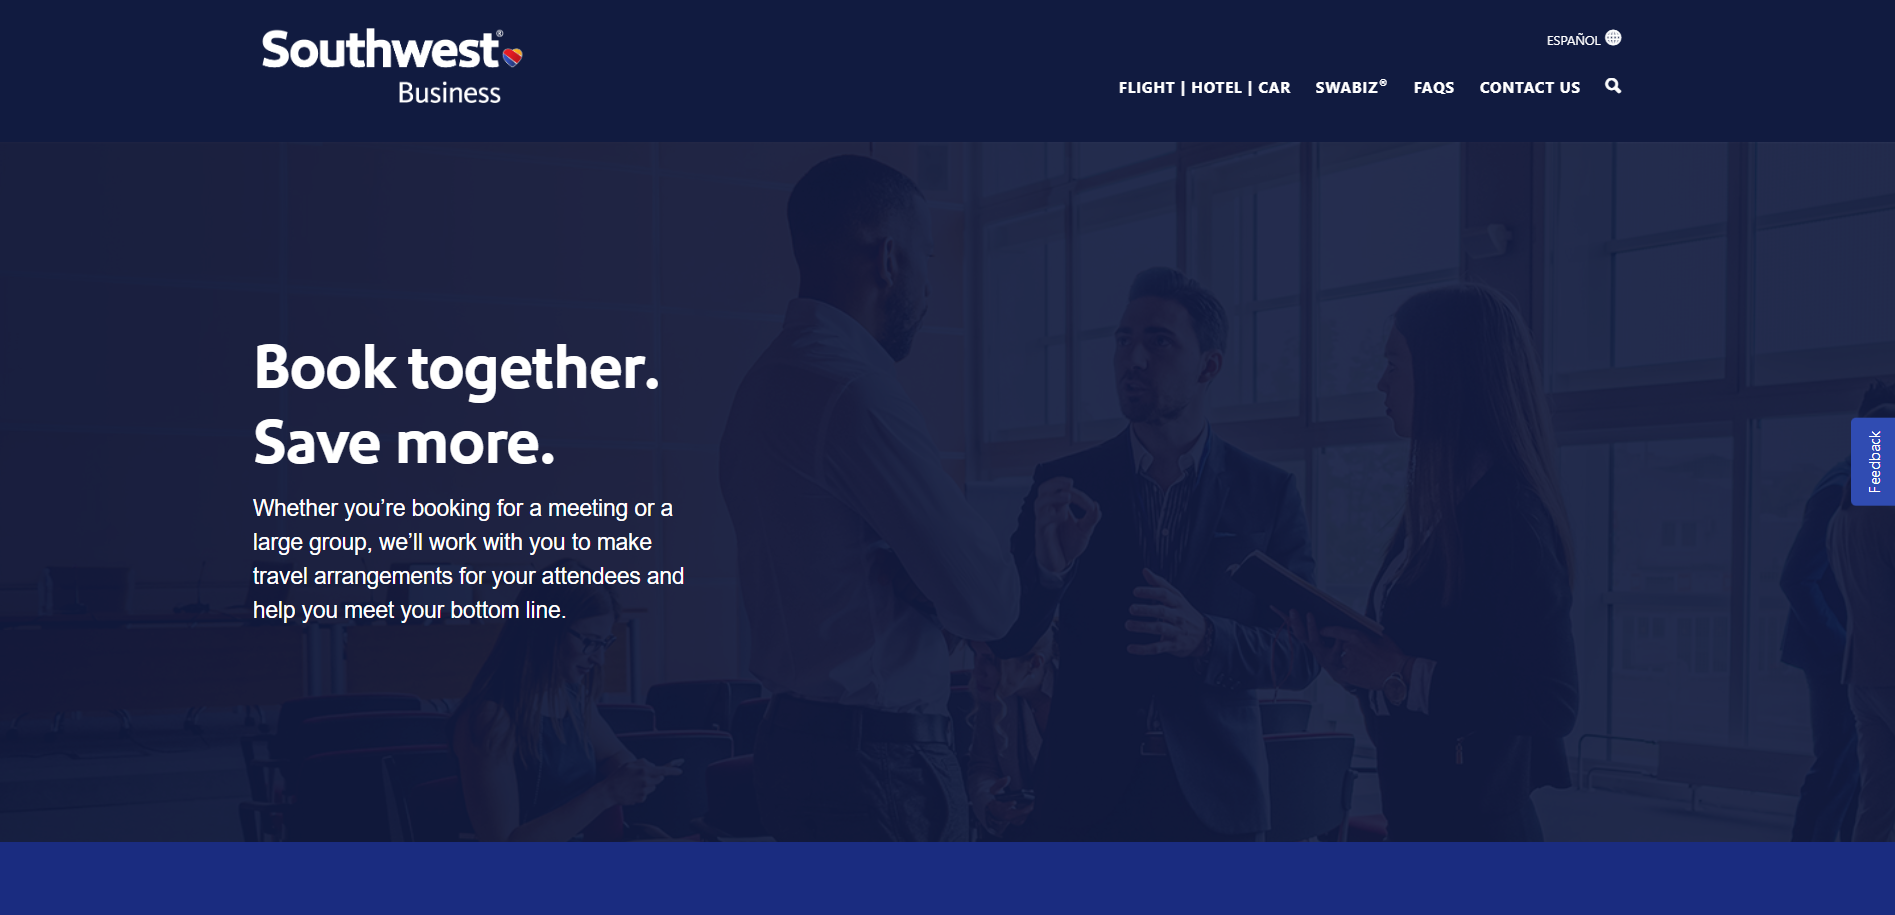 Southwest®
Business
ESPAÑOL
FLIGHT | HOTEL | CAR SWABIZ® FAQS CONTACT US
Book together.
Save more.
Whether you’re booking for a meeting or a
large group, we’ll work with you to make
travel arrangements for your attendees and
help you meet your bottom line.
Feedback